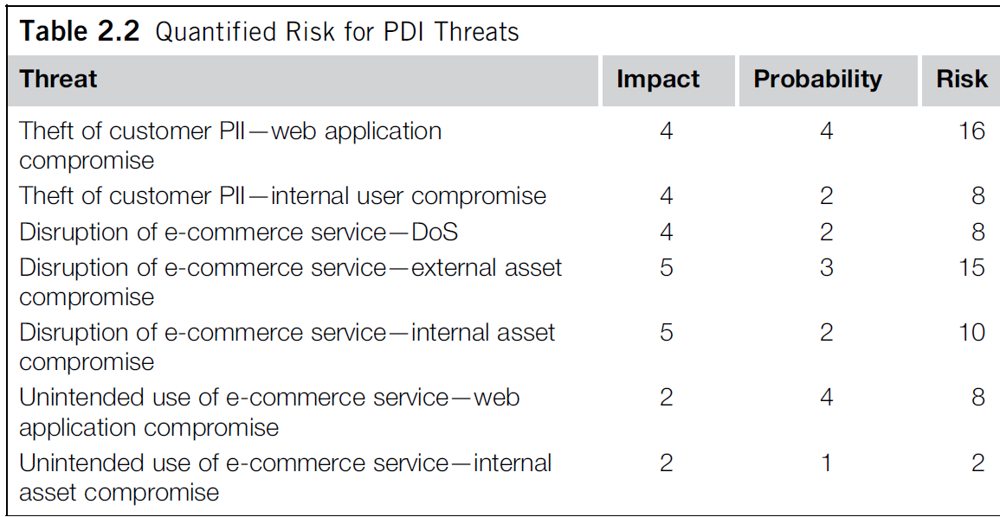 Table 2.2 Quantified Risk for PDI Threats
Threat Impact Probability Risk
Theft of customer PII—web application 4 4 16
compromise
Theft of customer PII—internal user compromise 4 2 8
Disruption of e-commerce service—DoS 4 2 8
Disruption of e-commerce service—external asset 5 3 15
compromise
Disruption of e-commerce service—internal asset 5 2 10
compromise
Unintended use of e-commerce service—web 2 4 8
application compromise
Unintended use of e-commerce service—internal 2 1 2
asset compromise